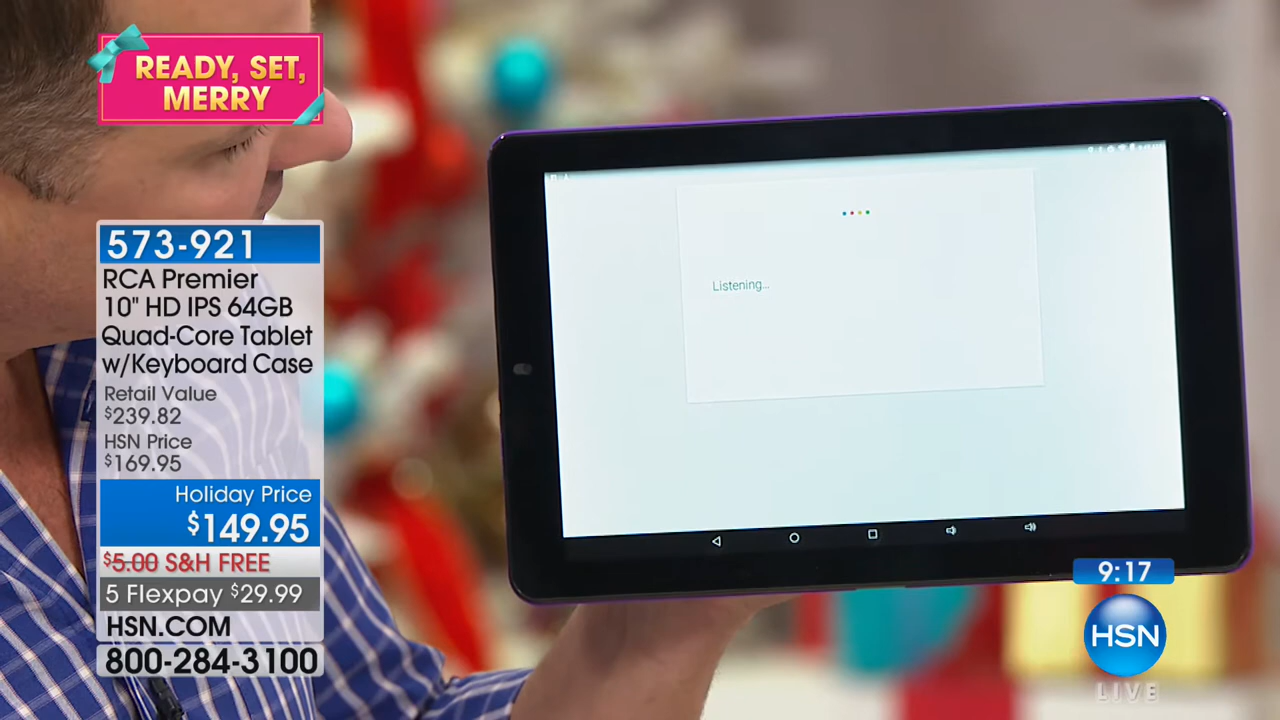 READY, SET,
MERRY
573-921
RCA Premier
10" HD IPS 64GB
Quad-Core Tablet
w/Keyboard Case
Retail Value
$239.82
HSN Price
$169.95
Holiday Price
$149.95
$5.00 S&H FREE
5 Flexpay $29.99
HSN.COM
800-284-3100
Listening...
9:17
HSN
LIVE